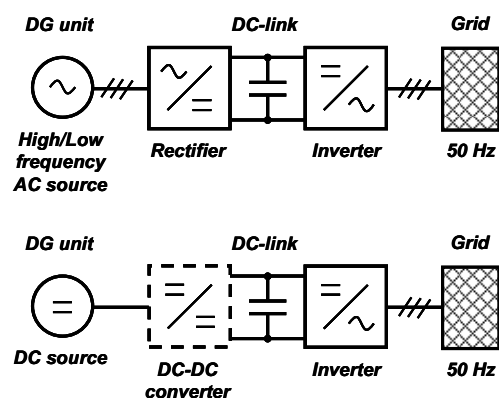 DG unit
DC-link
Grid
High/Low
frequency
AC source
Rectifier
Inverter
50 Hz
DG unit
DC-link
Grid
DC source
DC-DC
converter
Inverter
50 Hz